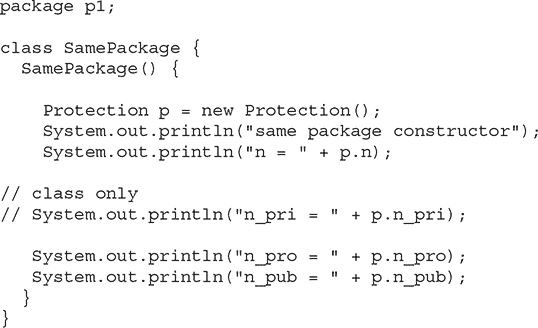 package p1;
class SamePackage {
SamePackage() {
Protection p = new Protection();
System.out.println("same package constructor");
System.out.println("n = " + p.n);
// class only
// System.out.println("n_pri = " + p.n_pri);
System.out.println("n_pro = " + p.n_pro);
System.out.println("n_pub = " + p.n_pub);
}
}